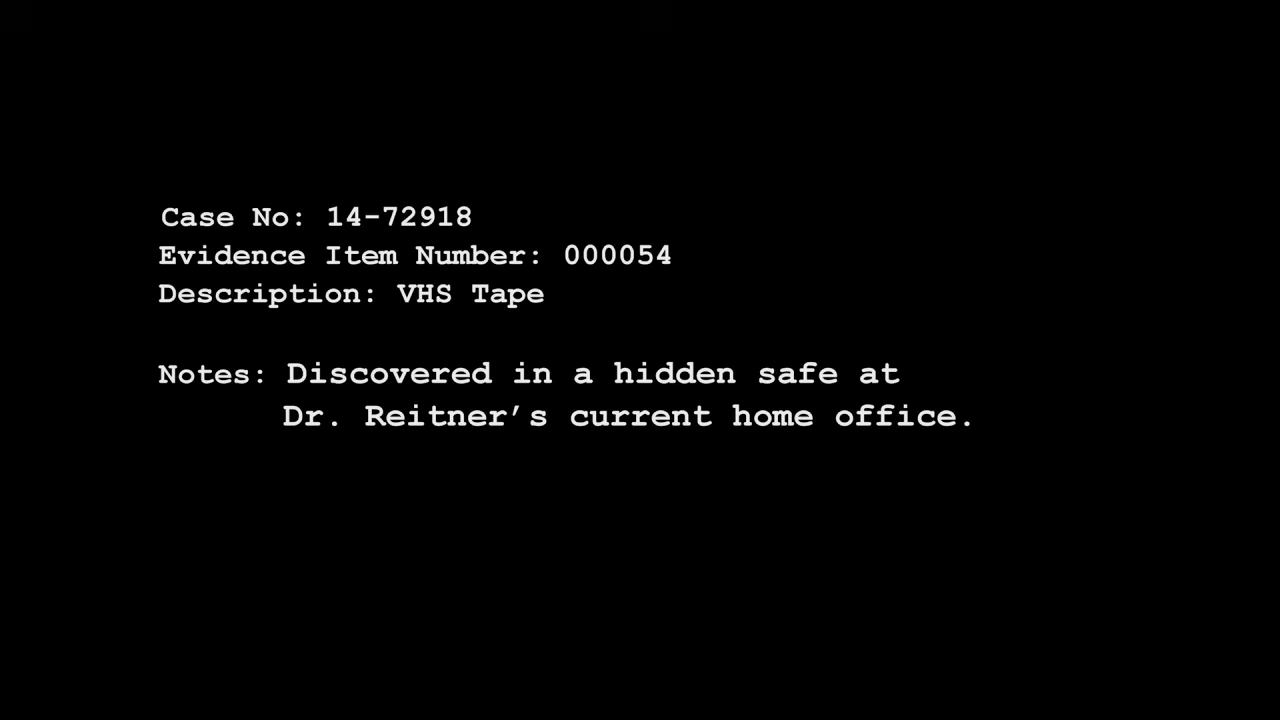 Case No: 14-72918
Evidence Item Number: 000054
Description: VHS Tape
Notes: Discovered in a hidden safe at
Dr. Reitner’s current home office.